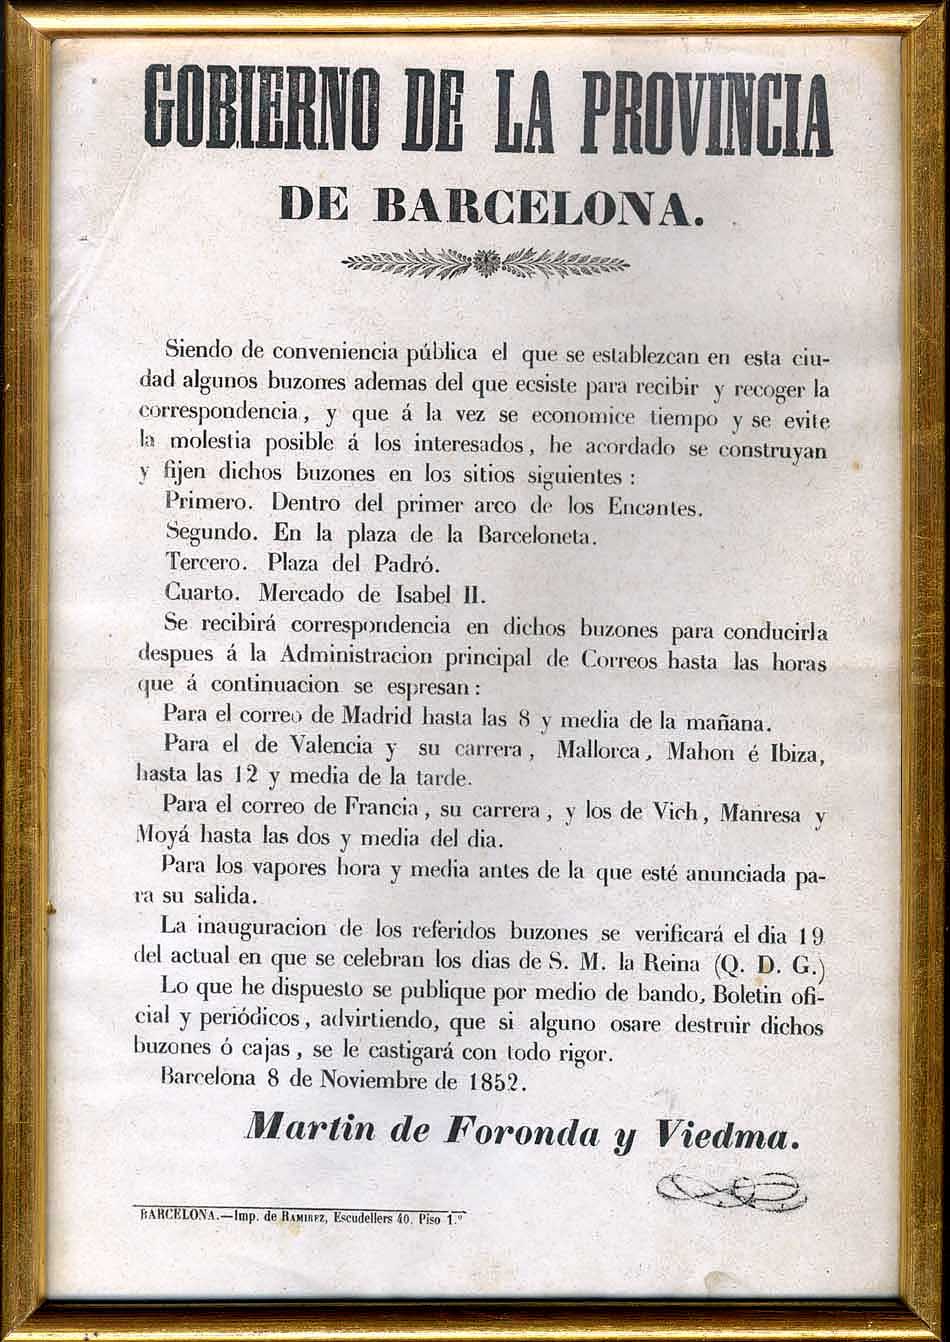 GOBIERNO DE LA PROVINCIA
DE BARCELONA.
Siendo de conveniencia pública el que se establezcan en esta ciu-
dad algunos buzones ademas del que ecsiste para recibir y recoger la
correspondencia, y que á la vez se economice tiempo y se evite
la molestia posible á los interesados, he acordado se construyan
y fijen dichos buzones en los sitios siguientes:
Primero. Dentro del primer arco de los Encantes.
Segundo. En la plaza de la Barceloneta.
Tercero. Plaza del Padró.
Cuarto. Mercado de Isabel II.
Se recibirá correspondencia en dichos buzones para conducirla
despues á la Administracion principal de Correos hasta las horas
que á continuacion se espresan:
Para el correo de Madrid hasta las 8 y media de la mañana.
Para el de Valencia y su carrera, Mallorca, Mahon é Ibiza,
hasta las 12 y media de la tarde.
Para el correo de Francia, su carrera, y los de Vich, Manresa y
Moyá hasta las dos y media del dia.
Para los vapores hora y media antes de la que esté anunciada pa-
ra su salida.
La inauguracion de los referidos buzones se verificará el dia 19
del actual en que se celebran los dias de S. M. la Reina (Q. D. G.)
Lo que he dispuesto se publique por medio de bando, Boletin ofi-
cial y periódicos, advirtiendo, que si alguno osare destruir dichos
buzones ó cajas, se le castigará con todo rigor.
Barcelona 8 de Noviembre de 1852.
Martin de Foronda y Viedma.
BARCELONA.—Imp. de RAMIREZ, Escudellers 40. Piso 1.º